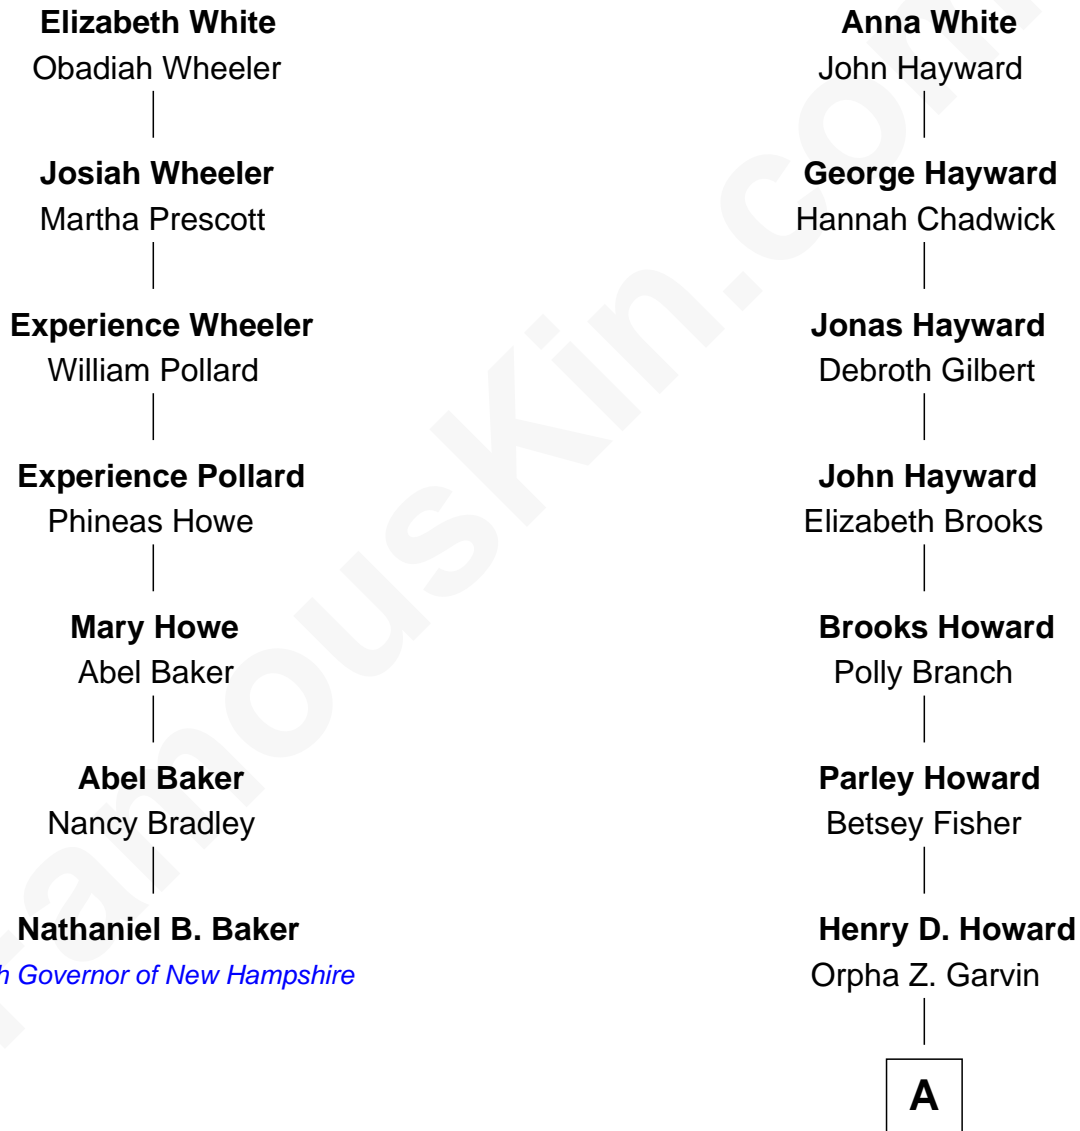 Elizabeth White
Obadiah Wheeler
Josiah Wheeler
Martha Prescott
Experience Wheeler
William Pollard
Experience Pollard
Phineas Howe
Mary Howe
Abel Baker
Abel Baker
Nancy Bradley
Nathaniel B. Baker
h Governor of New Hampshire
Anna White
John Hayward
George Hayward
Hannah Chadwick
Jonas Hayward
Debroth Gilbert
John Hayward
Elizabeth Brooks
Brooks Howard
Polly Branch
Parley Howard
Betsey Fisher
Henry D. Howard
Orpha Z. Garvin
A
FamousKin.com